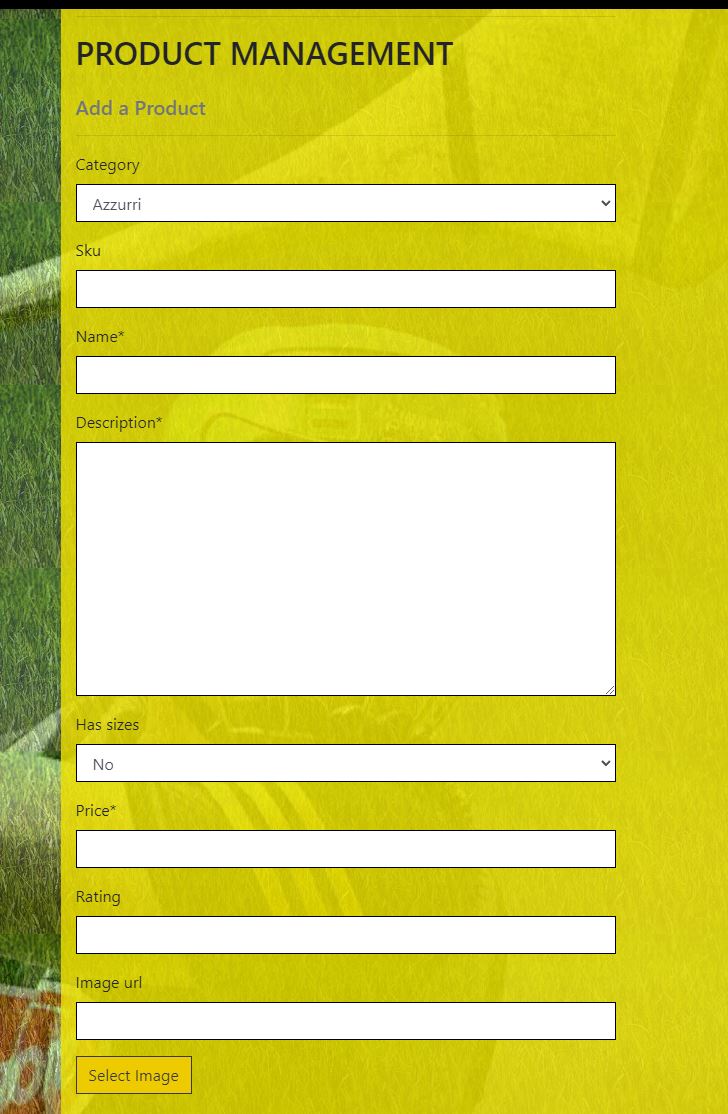 PRODUCT MANAGEMENT
Add a Product
Category
Azzurri
Sku
Name*
Description*
Has sizes
No
Price*
Rating
Image url
Select Image